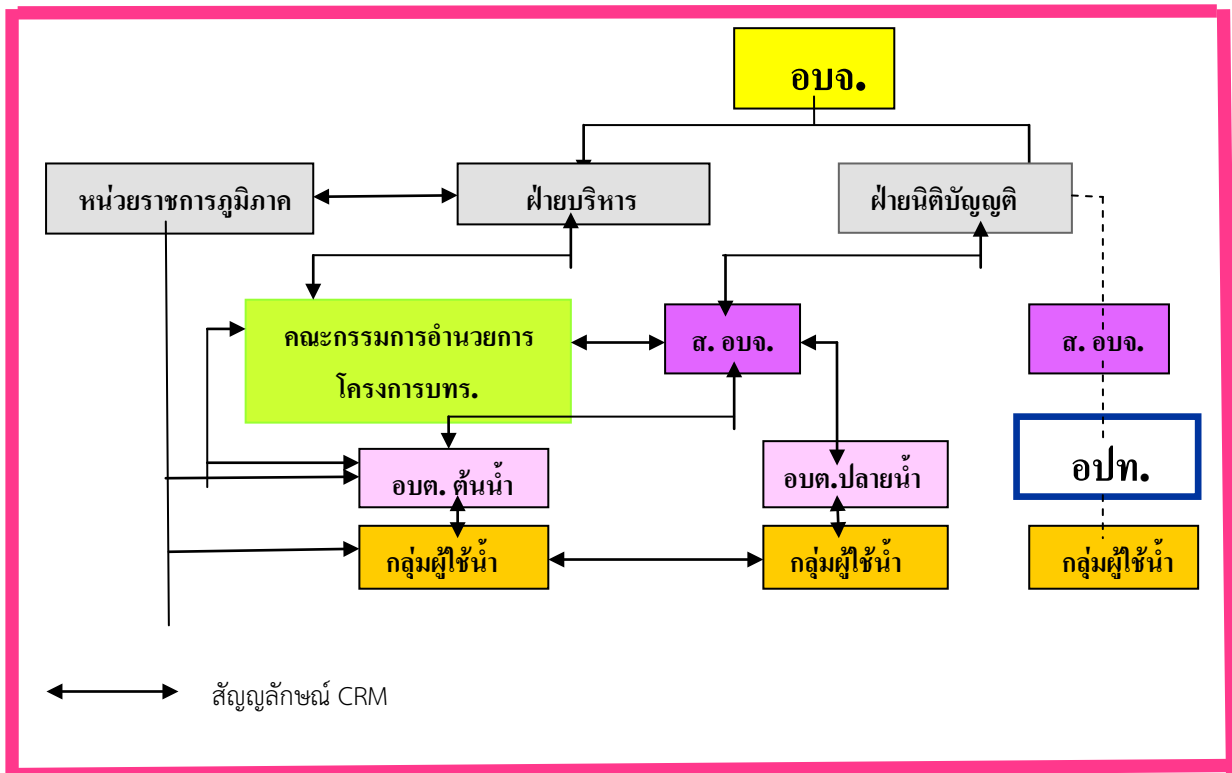 อบจ.
หน่วยราชการภูมิภาค
ฝ่ายบริหาร
ฝ่ายนิติบัญญติ
คณะกรรมการอำนวยการ
โครงการบทร.
ส. อบจ.
ส. อบจ.
อบต. ต้นน้ำ
อบต.ปลายน้ำ
อปท.
กลุ่มผู้ใช้น้ำ
กลุ่มผู้ใช้น้ำ
กลุ่มผู้ใช้น้ำ
สัญญลักษณ์ CRM